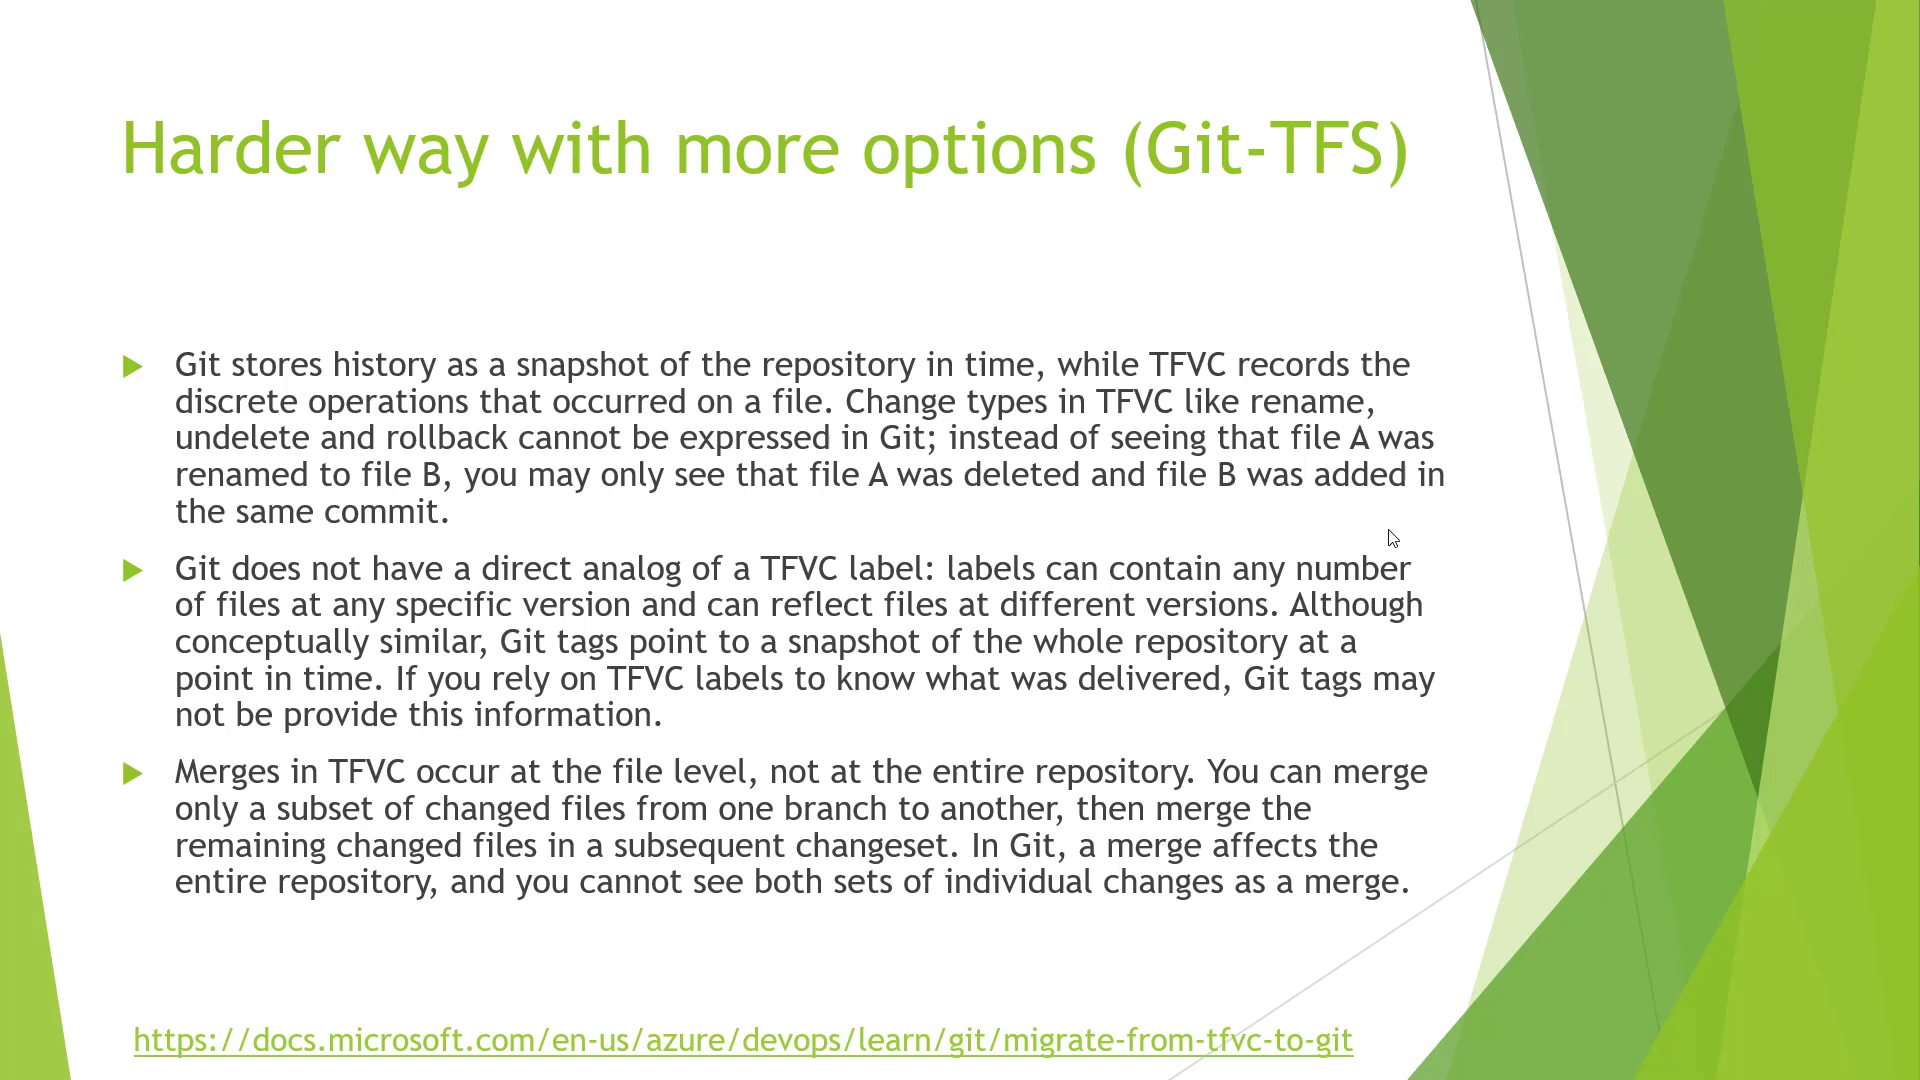 Harder way with more options (Git-TFS)
Git stores history as a snapshot of the repository in time, while TFVC records the
discrete operations that occurred on a file. Change types in TFVC like rename,
undelete and rollback cannot be expressed in Git; instead of seeing that file A was
renamed to file B, you may only see that file A was deleted and file B was added in
the same commit.
Git does not have a direct analog of a TFVC label: labels can contain any number
of files at any specific version and can reflect files at different versions. Although
conceptually similar, Git tags point to a snapshot of the whole repository at a
point in time. If you rely on TFVC labels to know what was delivered, Git tags may
not be provide this information.
Merges in TFVC occur at the file level, not at the entire repository. You can merge
only a subset of changed files from one branch to another, then merge the
remaining changed files in a subsequent changeset. In Git, a merge affects the
entire repository, and you cannot see both sets of individual changes as a merge.
https://docs.microsoft.com/en-us/azure/devops/learn/git/migrate-from-tfvc-to-git